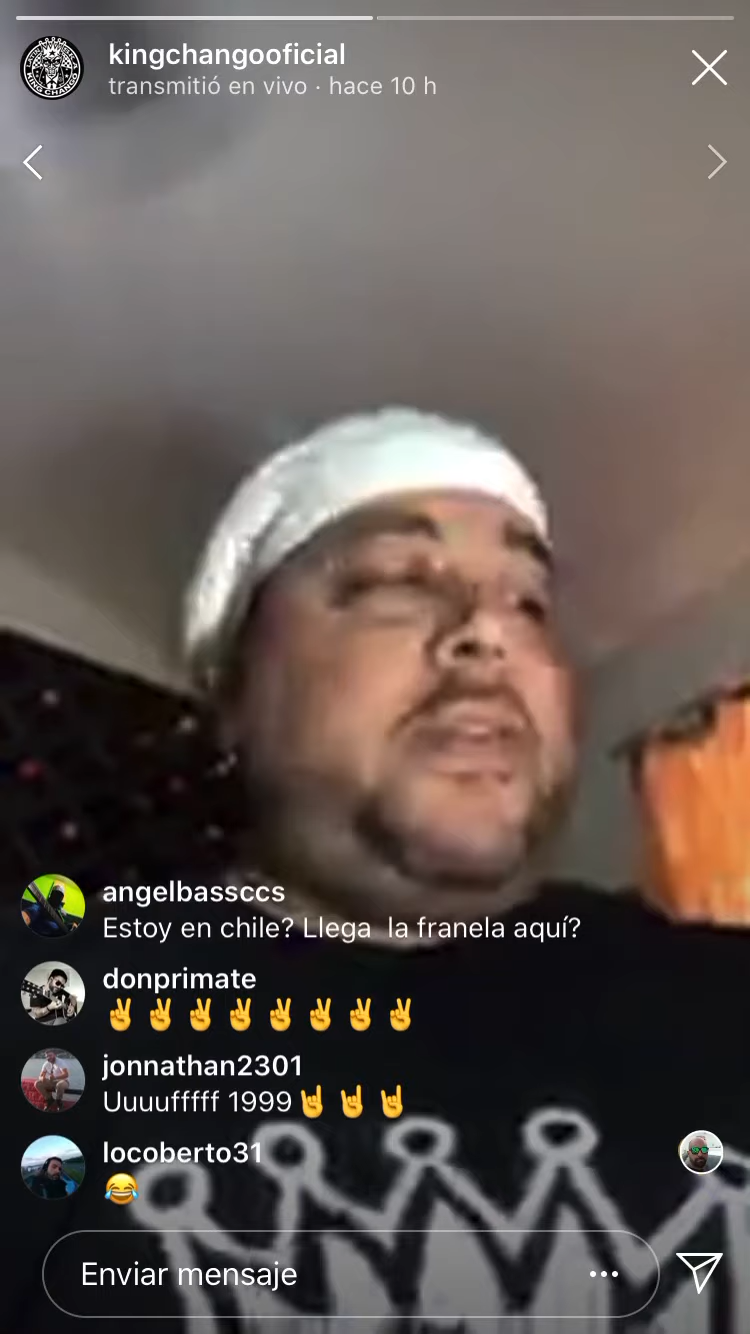 kingchangooficial
transmitió en vivo · hace 10 h
angelbassccs
Estoy en chile? Llega la franela aquí?
donprimate
✌✌✌✌✌✌✌✌
jonnathan2301
Uuuufffff 1999🤘🤘🤘
locoberto31
😂
Enviar mensaje